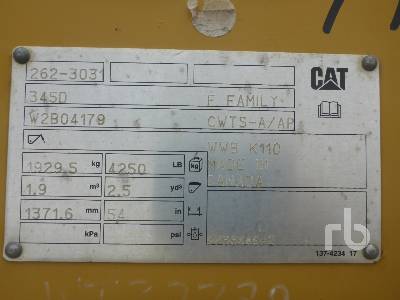 262-3031
CAT
345D F FAMILY
W2B04179 CWTS-A/AP
WWB K110
1929.5 kg 4250 LB kg MADE IN
1.9 m³ 2.5 yd³ CANADA
1371.6 mm 54 in
kPa psi
rb
137-4234 17